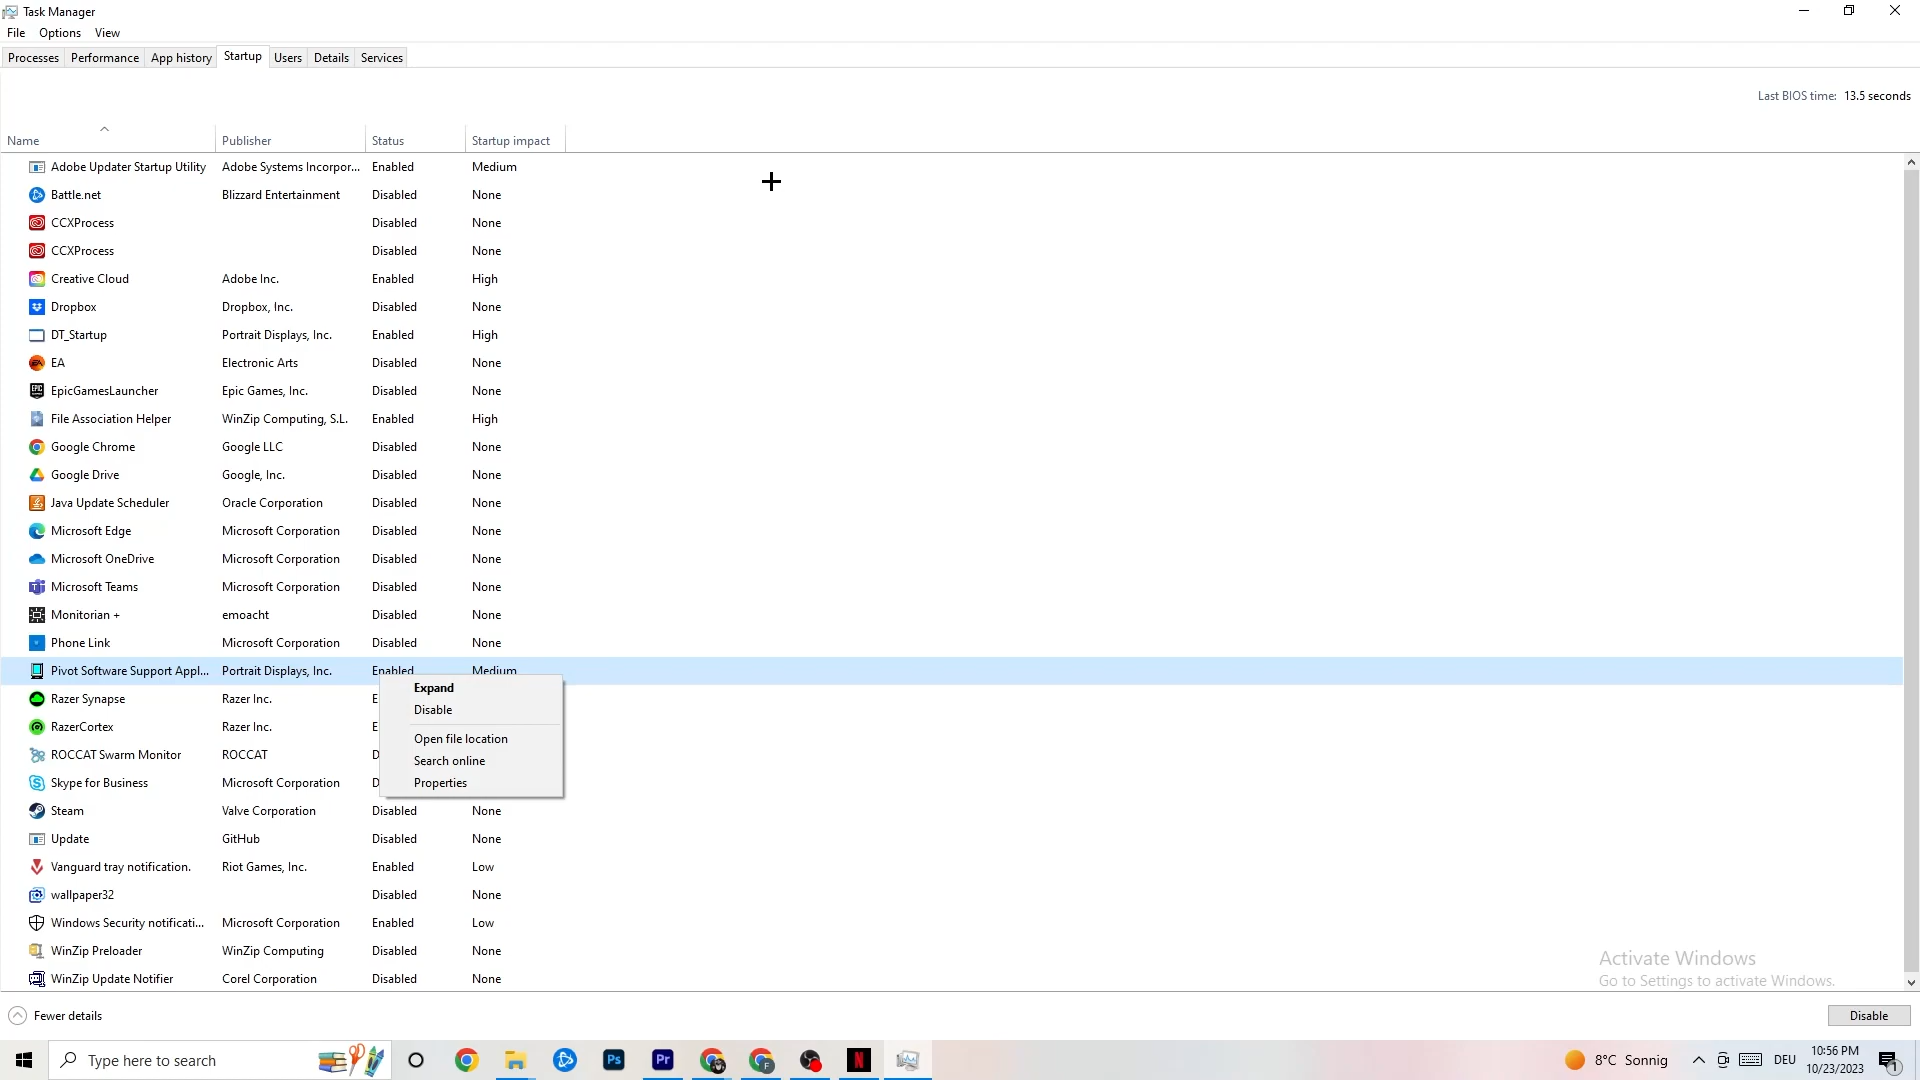 Task Manager
File Options View
Processes Performance App history Startup Users Details Services
Last BIOS time: 13.5 seconds
Name Publisher Status Startup impact
Adobe Updater Startup Utility Adobe Systems Incorpor... Enabled Medium
Battle.net Blizzard Entertainment Disabled None
CCXProcess Disabled None
CCXProcess Disabled None
Creative Cloud Adobe Inc. Enabled High
Dropbox Dropbox, Inc. Disabled None
DT_Startup Portrait Displays, Inc. Enabled High
EA Electronic Arts Disabled None
EpicGamesLauncher Epic Games, Inc. Disabled None
File Association Helper WinZip Computing, S.L. Enabled High
Google Chrome Google LLC Disabled None
Google Drive Google, Inc. Disabled None
Java Update Scheduler Oracle Corporation Disabled None
Microsoft Edge Microsoft Corporation Disabled None
Microsoft OneDrive Microsoft Corporation Disabled None
Microsoft Teams Microsoft Corporation Disabled None
Monitorian + emoacht Disabled None
Phone Link Microsoft Corporation Disabled None
Pivot Software Support Appl... Portrait Displays, Inc. Enabled Medium
Razer Synapse Razer Inc. E
RazerCortex Razer Inc. E
ROCCAT Swarm Monitor ROCCAT D
Skype for Business Microsoft Corporation D
Expand
Disable
Open file location
Search online
Properties
Steam Valve Corporation Disabled None
Update GitHub Disabled None
Vanguard tray notification. Riot Games, Inc. Enabled Low
wallpaper32 Disabled None
Windows Security notificati... Microsoft Corporation Enabled Low
WinZip Preloader WinZip Computing Disabled None
WinZip Update Notifier Corel Corporation Disabled None
Activate Windows
Go to Settings to activate Windows.
Fewer details Disable
Type here to search
Ps Pr F N
8°C Sonnig DEU
10:56 PM
10/23/2023
1